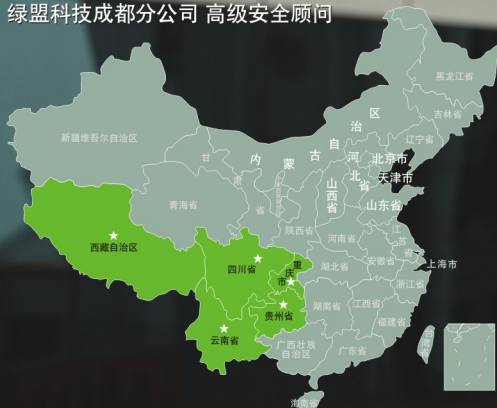 绿盟科技成都分公司 高级安全顾问
黑龙江省
吉林省
辽宁省
新疆维吾尔自治区
内蒙古自治区
甘肃省
北京市
天津市
河北省
山西省
山东省
青海省
陕西省
河南省
江苏省
安徽省
上海市
西藏自治区
四川省
重庆市
湖北省
浙江省
贵州省
湖南省
江西省
福建省
云南省
广西壮族
自治区
广东省
台湾省
海南省